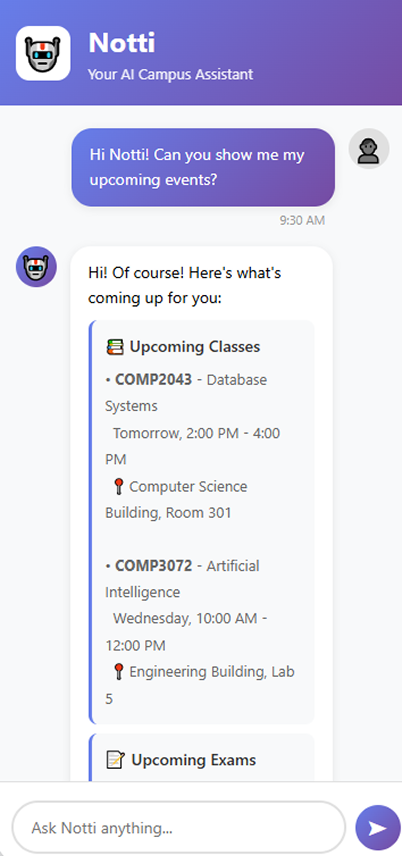 Notti
Your AI Campus Assistant
Hi Notti! Can you show me my
upcoming events?
9:30 AM
Hi! Of course! Here's what's
coming up for you:
📚 Upcoming Classes
• COMP2043 - Database
Systems
Tomorrow, 2:00 PM - 4:00
PM
📍 Computer Science
Building, Room 301
• COMP3072 - Artificial
Intelligence
Wednesday, 10:00 AM -
12:00 PM
📍 Engineering Building, Lab
5
📝 Upcoming Exams
Ask Notti anything...